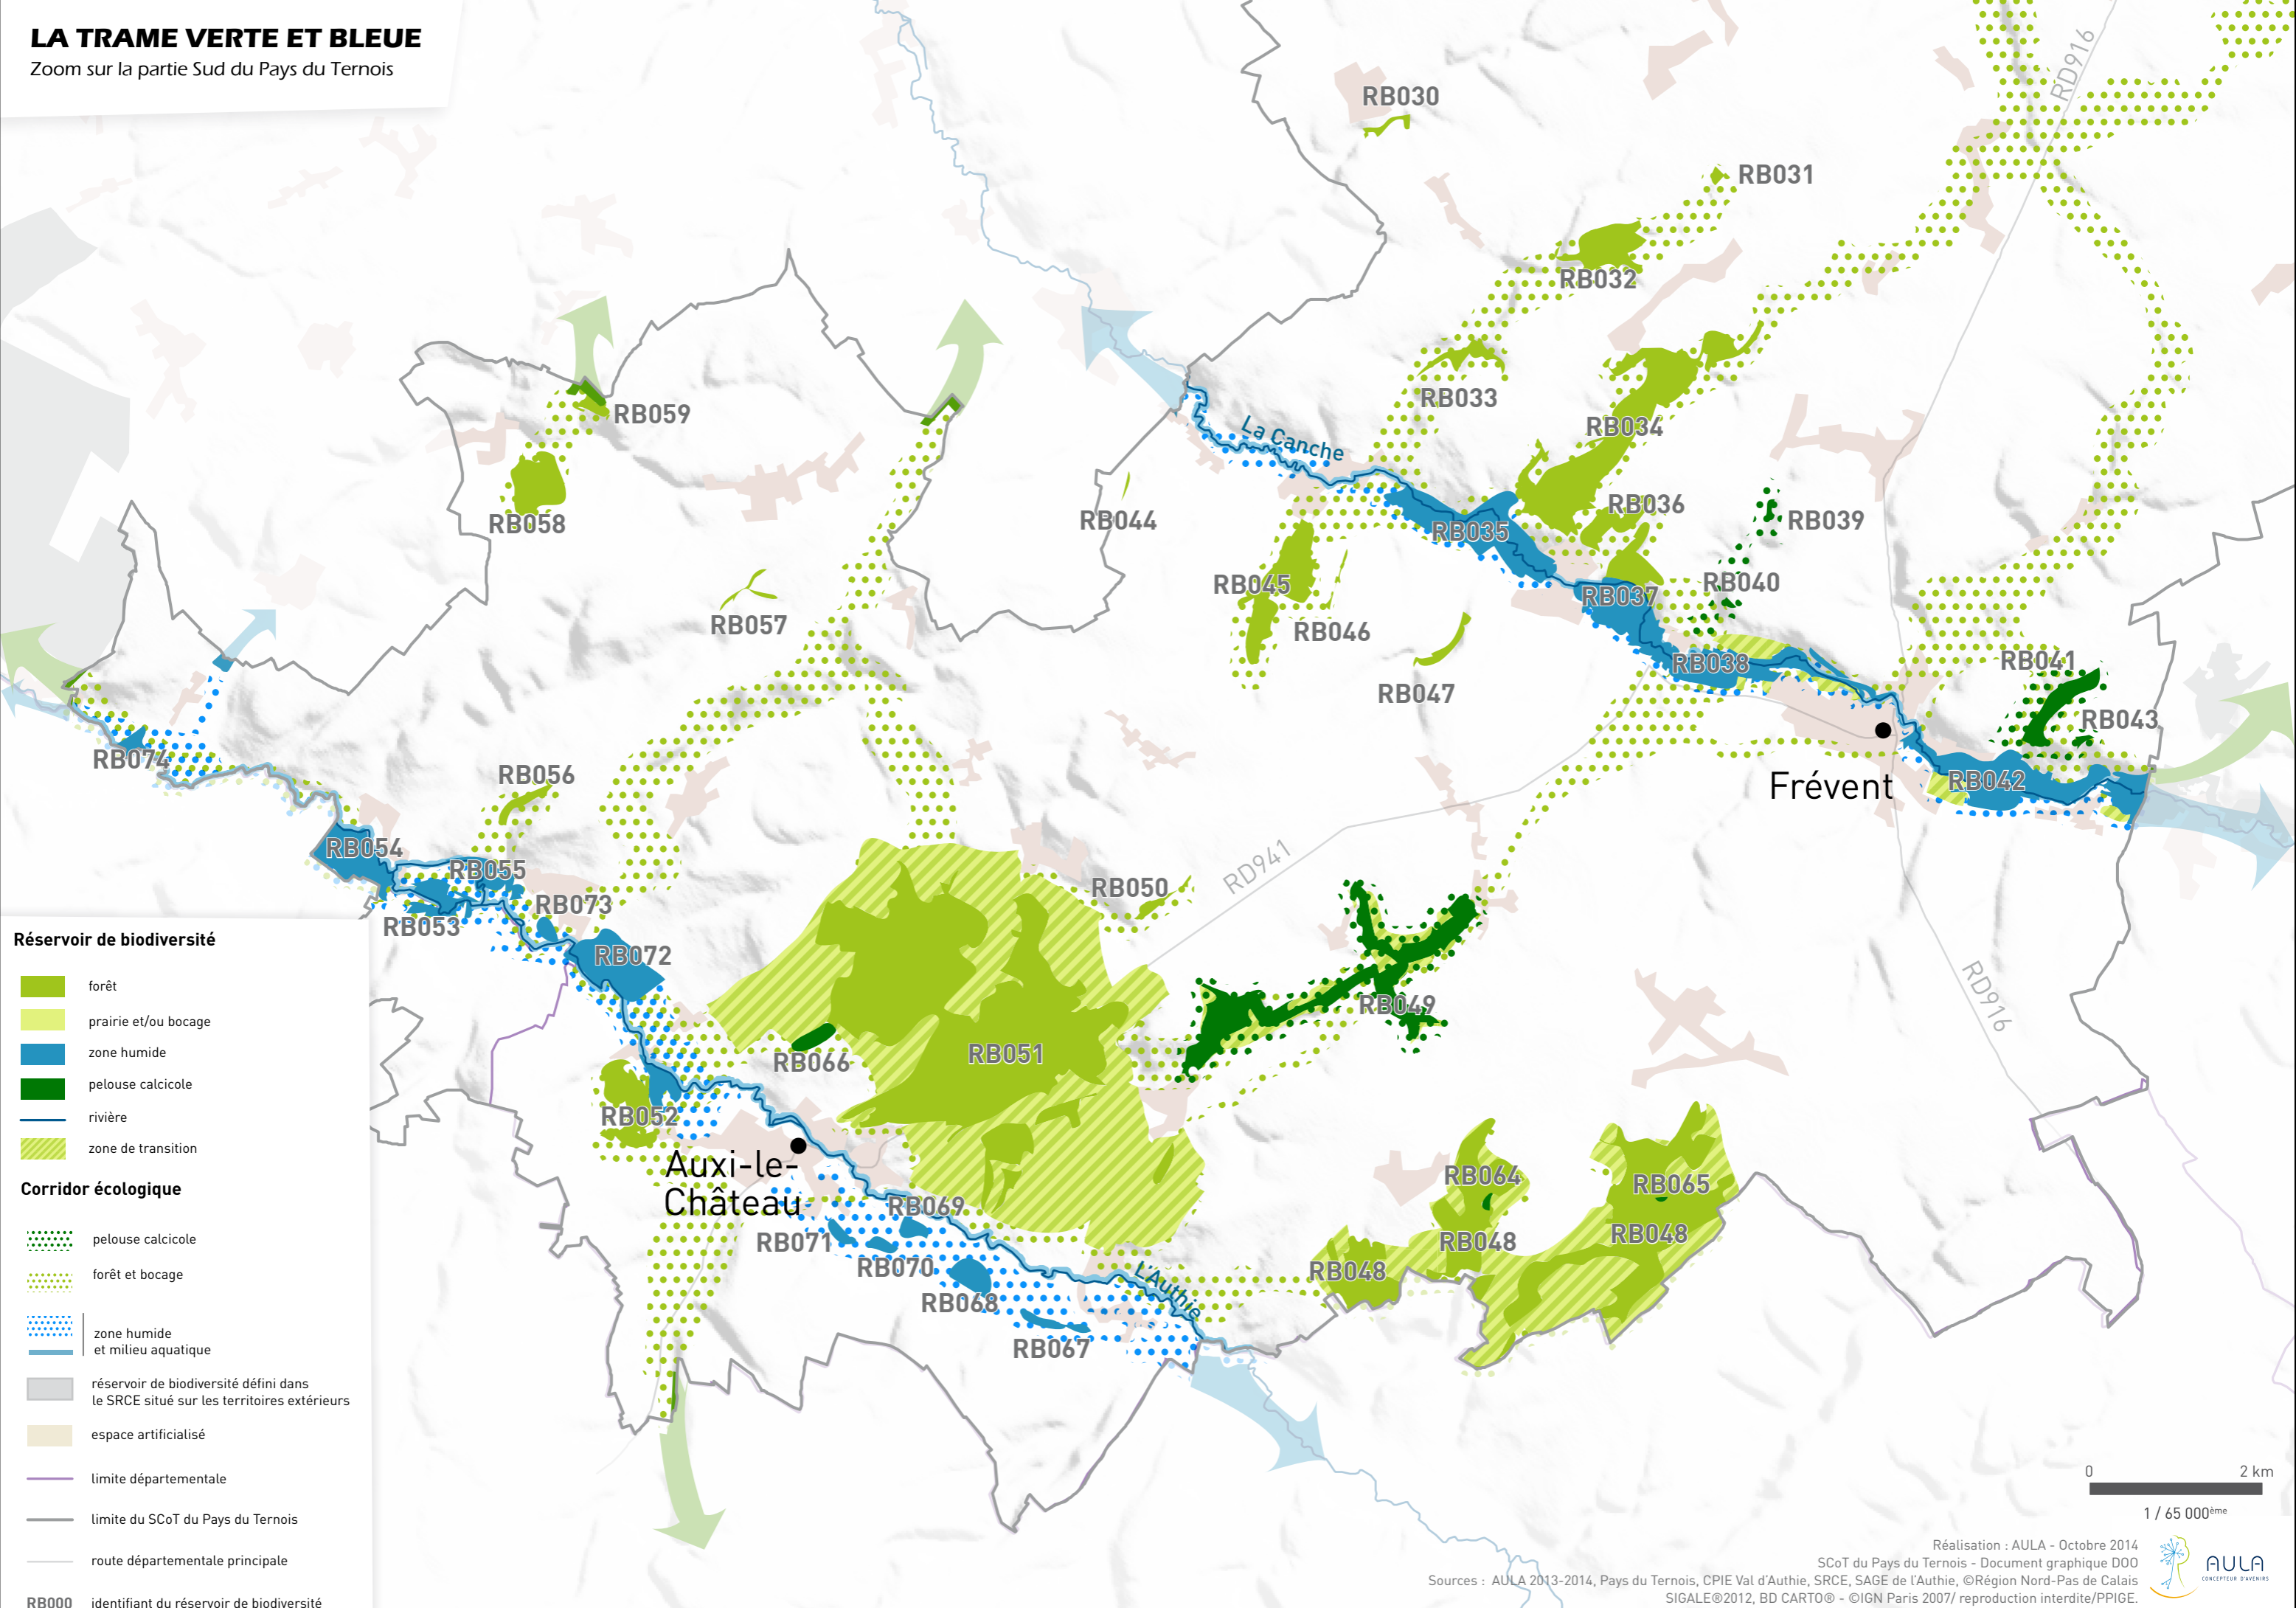 LA TRAME VERTE ET BLEUE
Zoom sur la partie Sud du Pays du Ternois
RD916
RB030
RB031
RB032
RB033
RB034
RB059
La Canche
RB058
RB044
RB035
RB036
RB039
RB045
RB040
RB037
RB057
RB046
RB038
RB041
RB047
RB043
RB074
RB056
Frévent
RB042
RB054
RB055
RB050
RD941
RB073
RB053
RB072
RB049
RD916
RB051
RB066
RB052
Auxi-le-
Château
RB064
RB065
RB069
RB071
RB048
RB048
RB070
RB048
L'Authie
RB068
RB067
Réservoir de biodiversité
forêt
prairie et/ou bocage
zone humide
pelouse calcicole
rivière
zone de transition
Corridor écologique
pelouse calcicole
forêt et bocage
zone humide
et milieu aquatique
réservoir de biodiversité défini dans
le SRCE situé sur les territoires extérieurs
espace artificialisé
limite départementale
limite du SCoT du Pays du Ternois
route départementale principale
RB000 identifiant du réservoir de biodiversité
0 2 km
1 / 65 000ème
Réalisation : AULA - Octobre 2014
SCoT du Pays du Ternois - Document graphique DOO
Sources : AULA 2013-2014, Pays du Ternois, CPIE Val d'Authie, SRCE, SAGE de l'Authie, ©Région Nord-Pas de Calais
SIGALE®2012, BD CARTO® - ©IGN Paris 2007/ reproduction interdite/PPIGE.
AULA
CONCEPTEUR D'AVENIRS